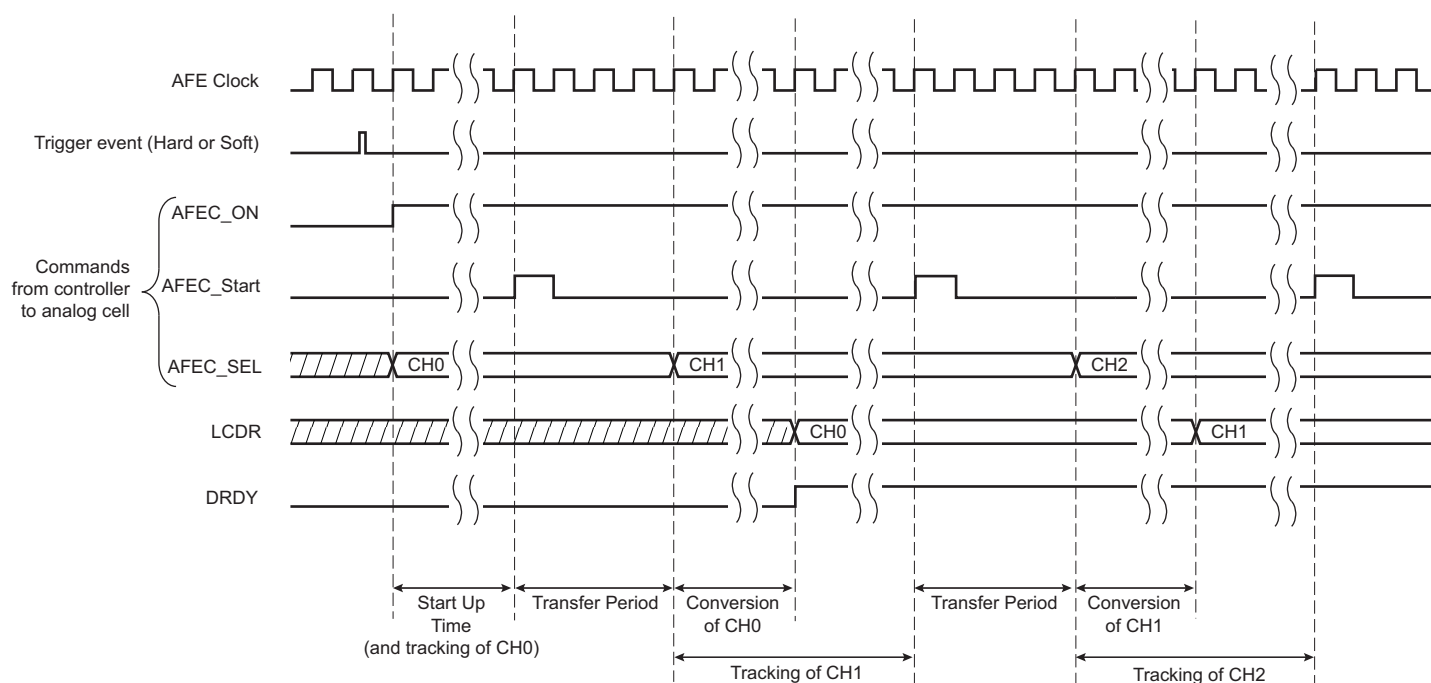 AFE Clock
Trigger event (Hard or Soft)
AFEC_ON
Commands
from controller
to analog cell
AFEC_Start
AFEC_SEL
CH0
CH1
CH2
LCDR
CH0
CH1
DRDY
Start Up
Time
(and tracking of CH0)
Transfer Period
Conversion
of CH0
Transfer Period
Conversion
of CH1
Tracking of CH1
Tracking of CH2